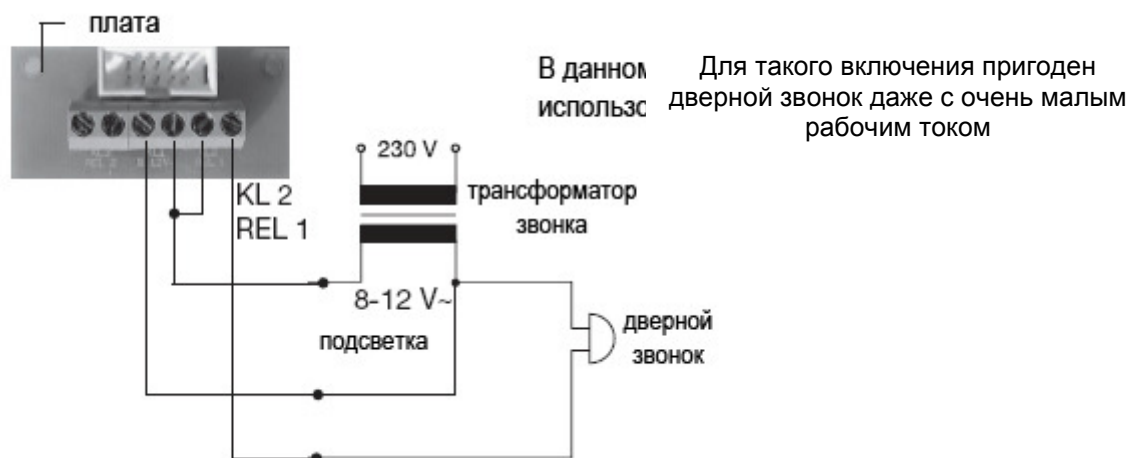 плата
В данном
использо
Для такого включения пригоден
дверной звонок даже с очень малым
рабочим током
230 V
KL 2
REL 1
трансформатор
звонка
8-12 V~
подсветка
дверной
звонок